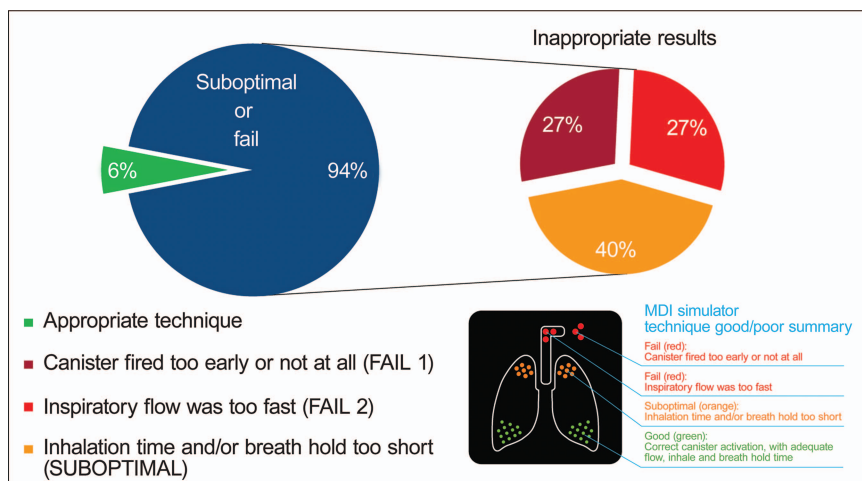 Inappropriate results
Suboptimal
or
fail
6%
94%
27%
27%
40%
Appropriate technique
Canister fired too early or not at all (FAIL 1)
Inspiratory flow was too fast (FAIL 2)
Inhalation time and/or breath hold too short
(SUBOPTIMAL)
MDI simulator
technique good/poor summary
Fail (red):
Canister fired too early or not at all
Fail (red):
Inspiratory flow was too fast
Suboptimal (orange):
Inhalation time and/or breath hold too short
Good (green):
Correct canister activation, with adequate
flow, inhale and breath hold time